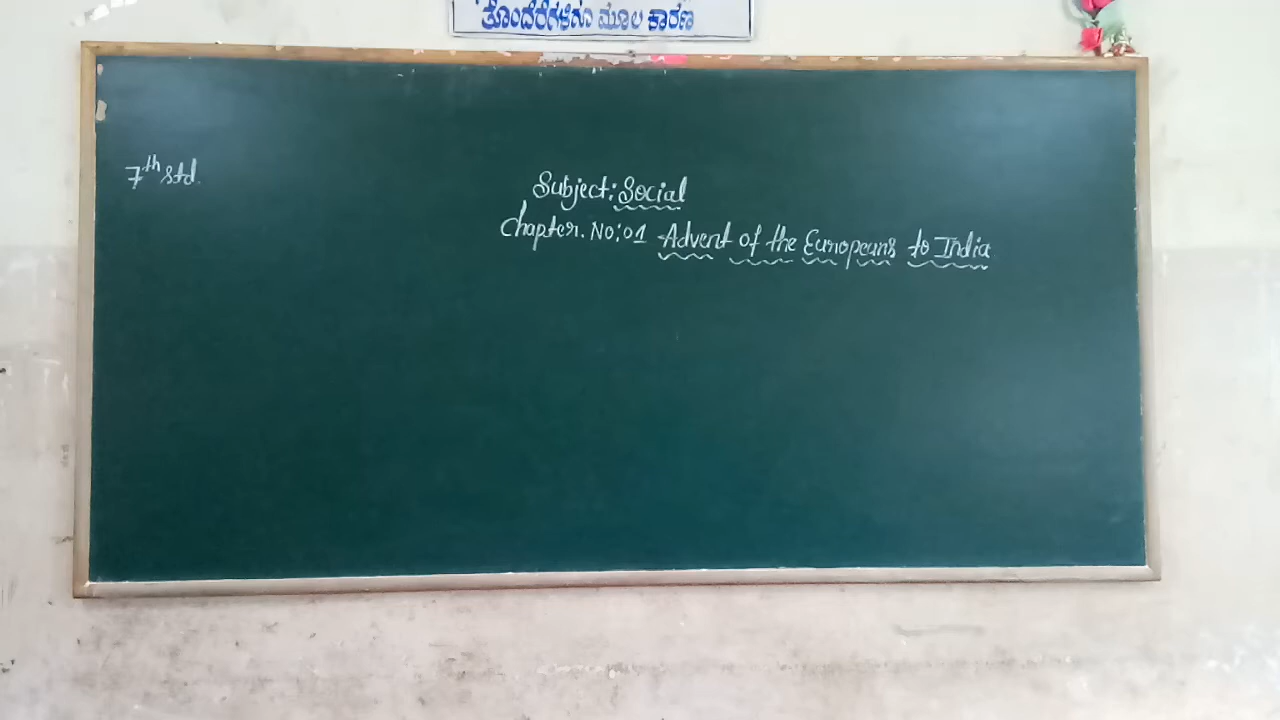 ತೊಂದರೆಗಳಿಗೂ ಮೂಲ ಕಾರಣ
7th std.
Subject: Social
Chapter. No: 01 Advent of the Europeans to India